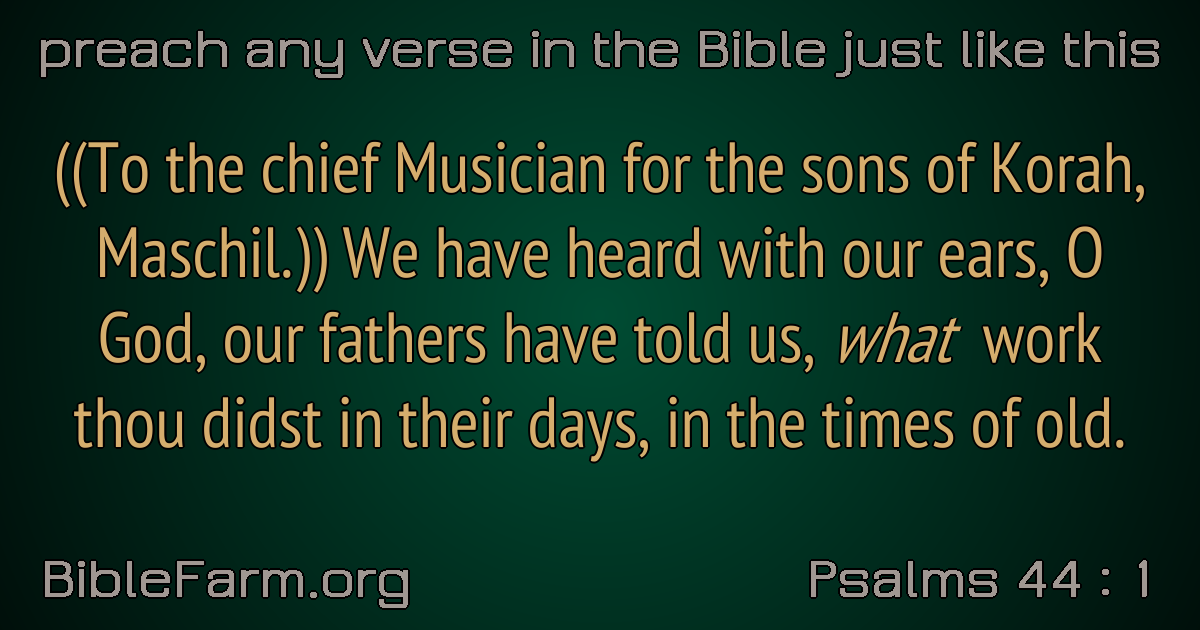 preach any verse in the Bible just like this
((To the chief Musician for the sons of Korah,
Maschil.)) We have heard with our ears, O
God, our fathers have told us, what work
thou didst in their days, in the times of old.
BibleFarm.org
Psalms 44 : 1